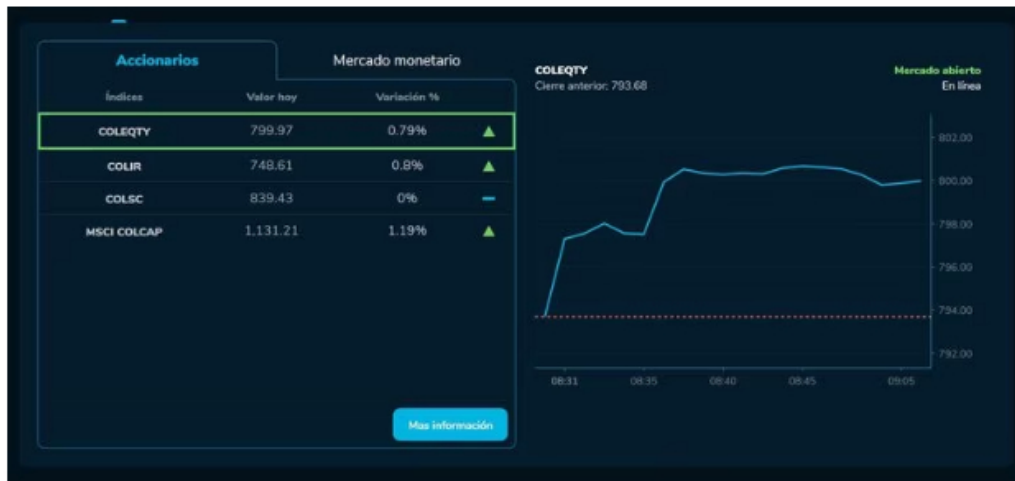 Accionarios
Mercado monetario
Índices Valor hoy Variación %
COLEQTY 799.97 0.79%
COLIR 748.61 0.8%
COLSC 839.43 0%
MSCI COLCAP 1,131.21 1.19%
Mas información
COLEQTY
Cierre anterior: 793.68
Mercado abierto
En línea
802.00
800.00
798.00
796.00
794.00
792.00
08:31 08:35 08:40 08:45 09:05